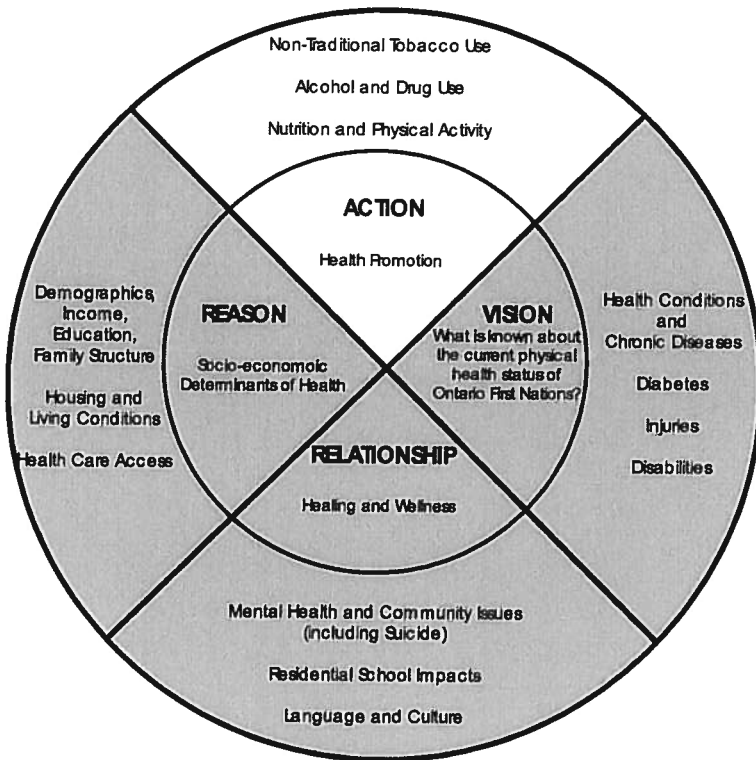 Non-Traditional Tobacco Use
Alcohol and Drug Use
Nutrition and Physical Activity
ACTION
Health Promotion
Demographics,
Income,
Education,
Family Structure
Housing and
Living Conditions
Health Care Access
REASON
Socio-economoic
Determinants of Health
VISION
What is known about
the current physical
health status of
Ontario First Nations?
Health Conditions
and
Chronic Diseases
Diabetes
Injuries
Disabilities
RELATIONSHIP
Healing and Wellness
Mental Health and Community Issues
(including Suicide)
Residential School Impacts
Language and Culture